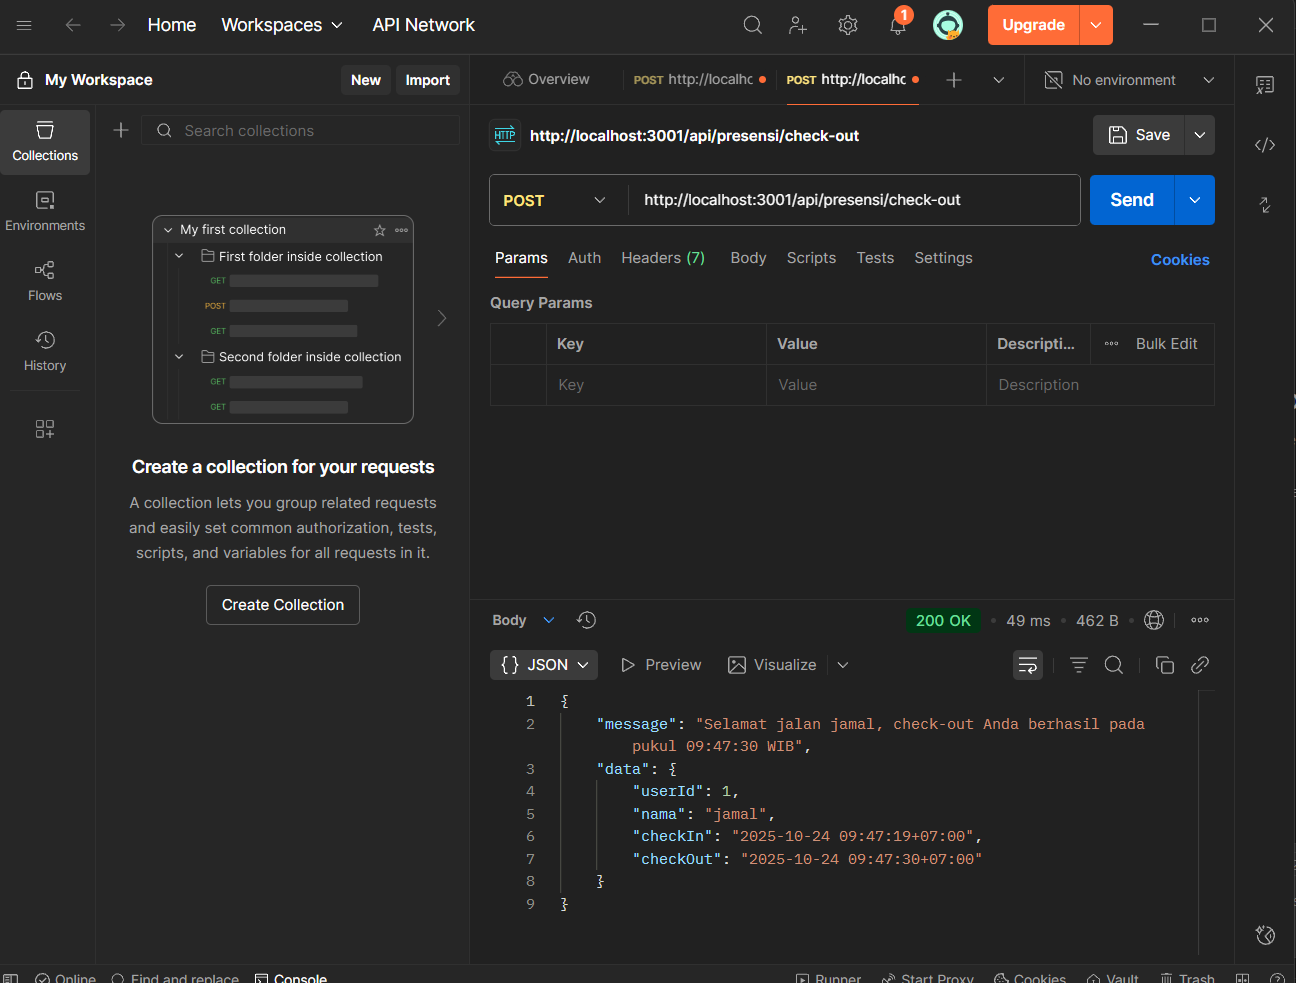 Home
Workspaces
API Network
1
Upgrade
My Workspace
New
Import
Overview
POST http://localhc
POST http://localhc
No environment
Collections
Environments
Flows
History
Search collections
My first collection
First folder inside collection
GET
POST
GET
Second folder inside collection
GET
GET
Create a collection for your requests
A collection lets you group related requests
and easily set common authorization, tests,
scripts, and variables for all requests in it.
Create Collection
HTTP
http://localhost:3001/api/presensi/check-out
Save
POST
http://localhost:3001/api/presensi/check-out
Send
Params
Auth
Headers (7)
Body
Scripts
Tests
Settings
Cookies
Query Params
Key
Value
Descripti...
Bulk Edit
Key
Value
Description
Body
200 OK
49 ms
462 B
{} JSON
Preview
Visualize
1 {
2 "message": "Selamat jalan jamal, check-out Anda berhasil pada
pukul 09:47:30 WIB",
3 "data": {
4 "userId": 1,
5 "nama": "jamal",
6 "checkIn": "2025-10-24 09:47:19+07:00",
7 "checkOut": "2025-10-24 09:47:30+07:00"
8 }
9 }
Online
Find and replace
Console
Runner
Start Proxy
Cookies
Vault
Trash